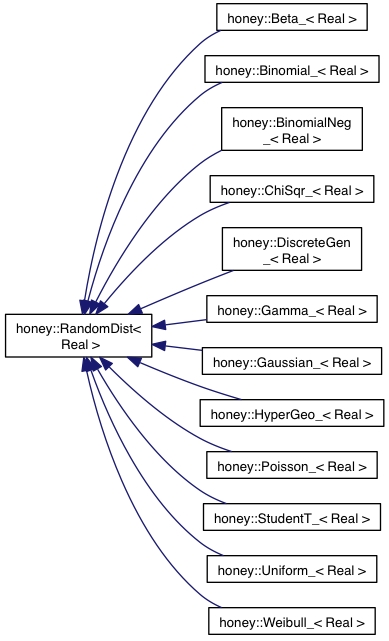 honey::Beta_< Real >
honey::Binomial_< Real >
honey::BinomialNeg
_< Real >
honey::ChiSqr_< Real >
honey::DiscreteGen
_< Real >
honey::RandomDist<
Real >
honey::Gamma_< Real >
honey::Gaussian_< Real >
honey::HyperGeo_< Real >
honey::Poisson_< Real >
honey::StudentT_< Real >
honey::Uniform_< Real >
honey::Weibull_< Real >